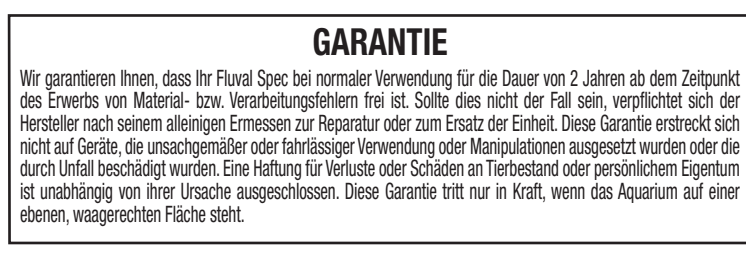 GARANTIE
Wir garantieren Ihnen, dass Ihr Fluval Spec bei normaler Verwendung für die Dauer von 2 Jahren ab dem Zeitpunkt
des Erwerbs von Material- bzw. Verarbeitungsfehlern frei ist. Sollte dies nicht der Fall sein, verpflichtet sich der
Hersteller nach seinem alleinigen Ermessen zur Reparatur oder zum Ersatz der Einheit. Diese Garantie erstreckt sich
nicht auf Geräte, die unsachgemäßer oder fahrlässiger Verwendung oder Manipulationen ausgesetzt wurden oder die
durch Unfall beschädigt wurden. Eine Haftung für Verluste oder Schäden an Tierbestand oder persönlichem Eigentum
ist unabhängig von ihrer Ursache ausgeschlossen. Diese Garantie tritt nur in Kraft, wenn das Aquarium auf einer
ebenen, waagerechten Fläche steht.